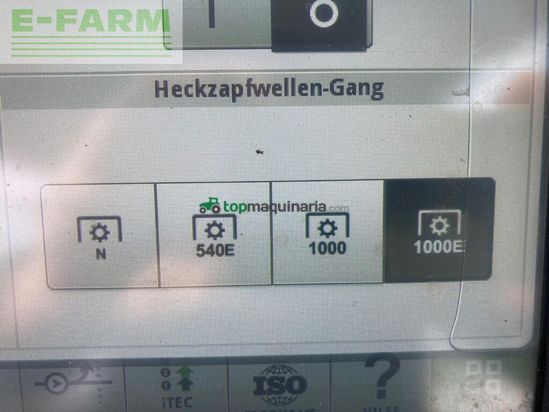 E-FARM
I O
Heckzapfwellen-Gang
topmaquinaria.com
N 540E 1000 1000E
iTEC ISO ?